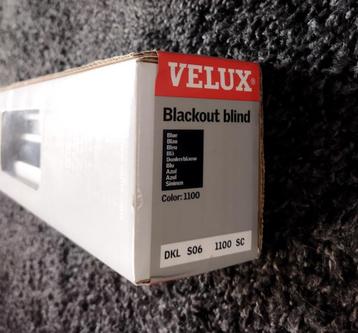 VELUX®
Blackout blind
Blue
Blau
Bleu
Blå
Donkerblauw
Blu
Azul
Azul
Sininen
Color: 1100
DKL S06 1100 SC